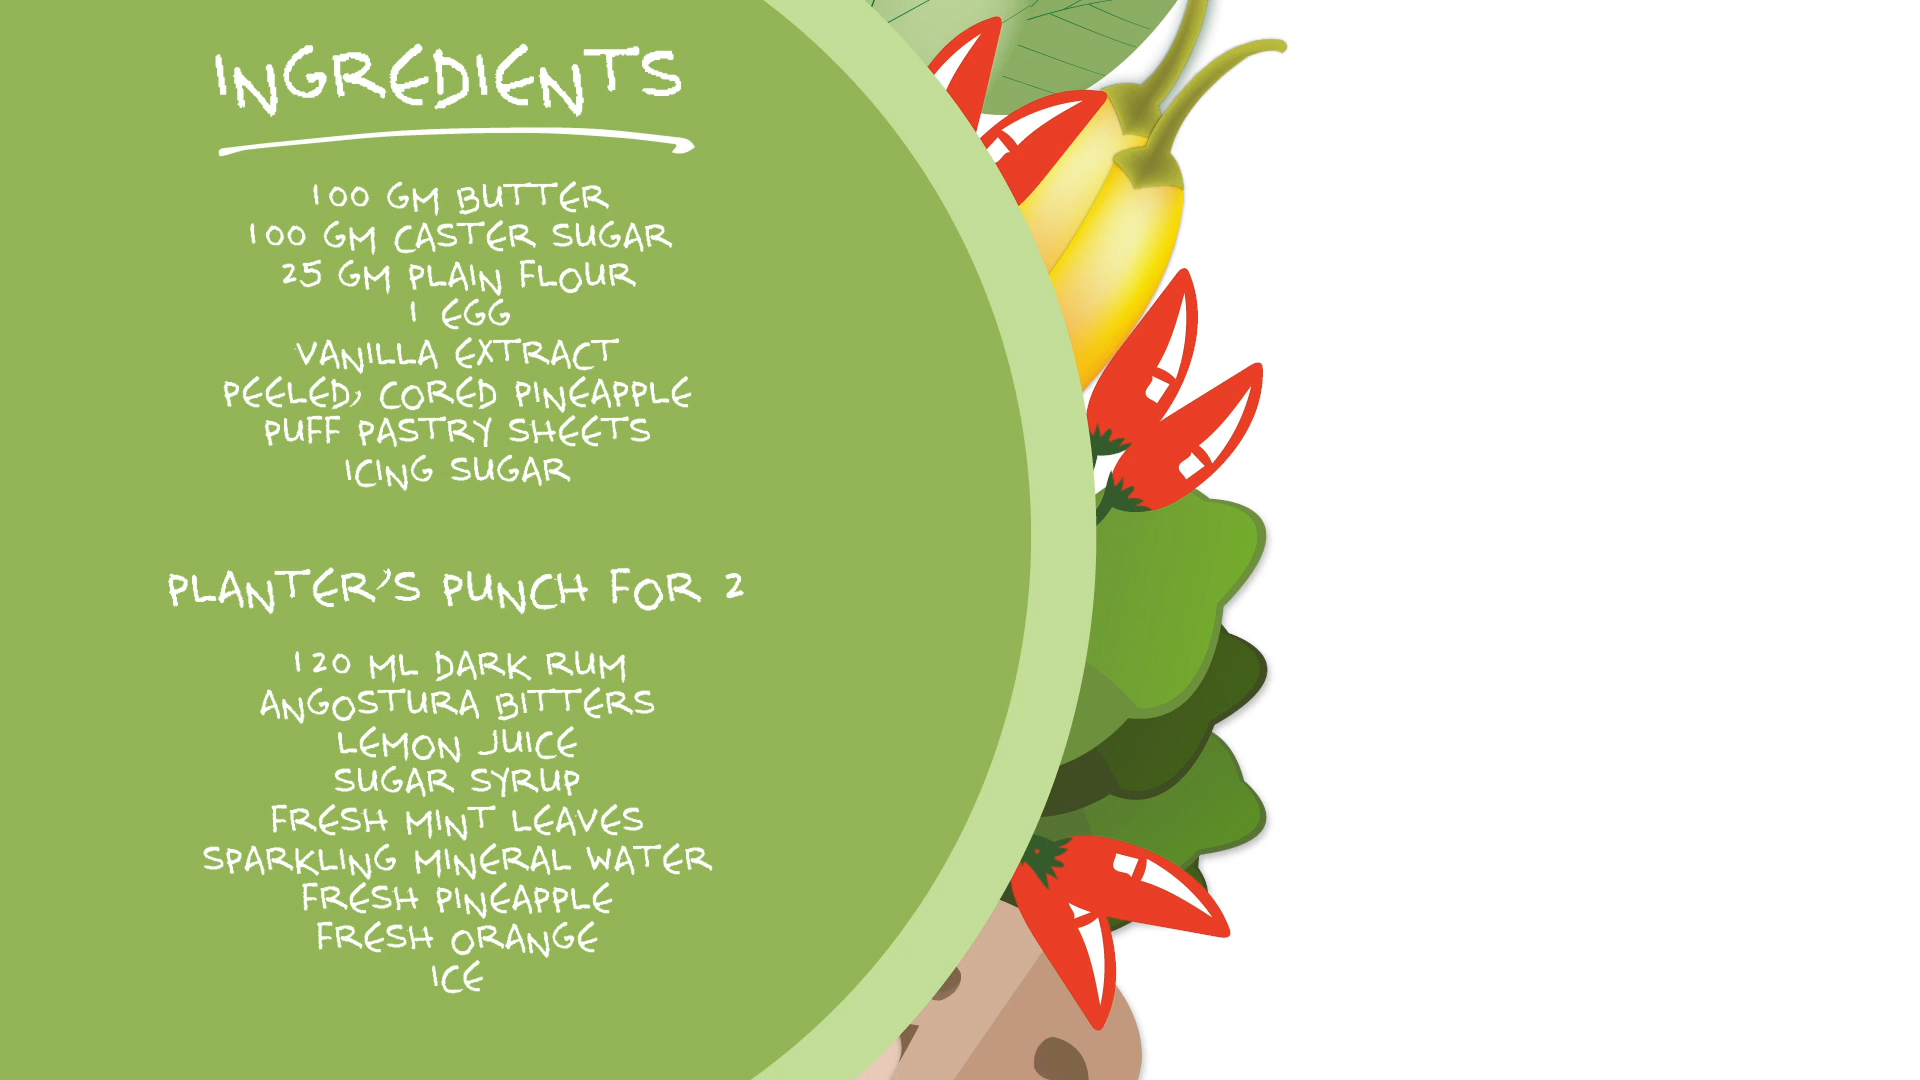 INGREDIENTS
100 GM BUTTER
100 GM CASTER SUGAR
25 GM PLAIN FLOUR
1 EGG
VANILLA EXTRACT
PEELED, CORED PINEAPPLE
PUFF PASTRY SHEETS
ICING SUGAR
PLANTER'S PUNCH FOR 2
120 ML DARK RUM
ANGOSTURA BITTERS
LEMON JUICE
SUGAR SYRUP
FRESH MINT LEAVES
SPARKLING MINERAL WATER
FRESH PINEAPPLE
FRESH ORANGE
ICE